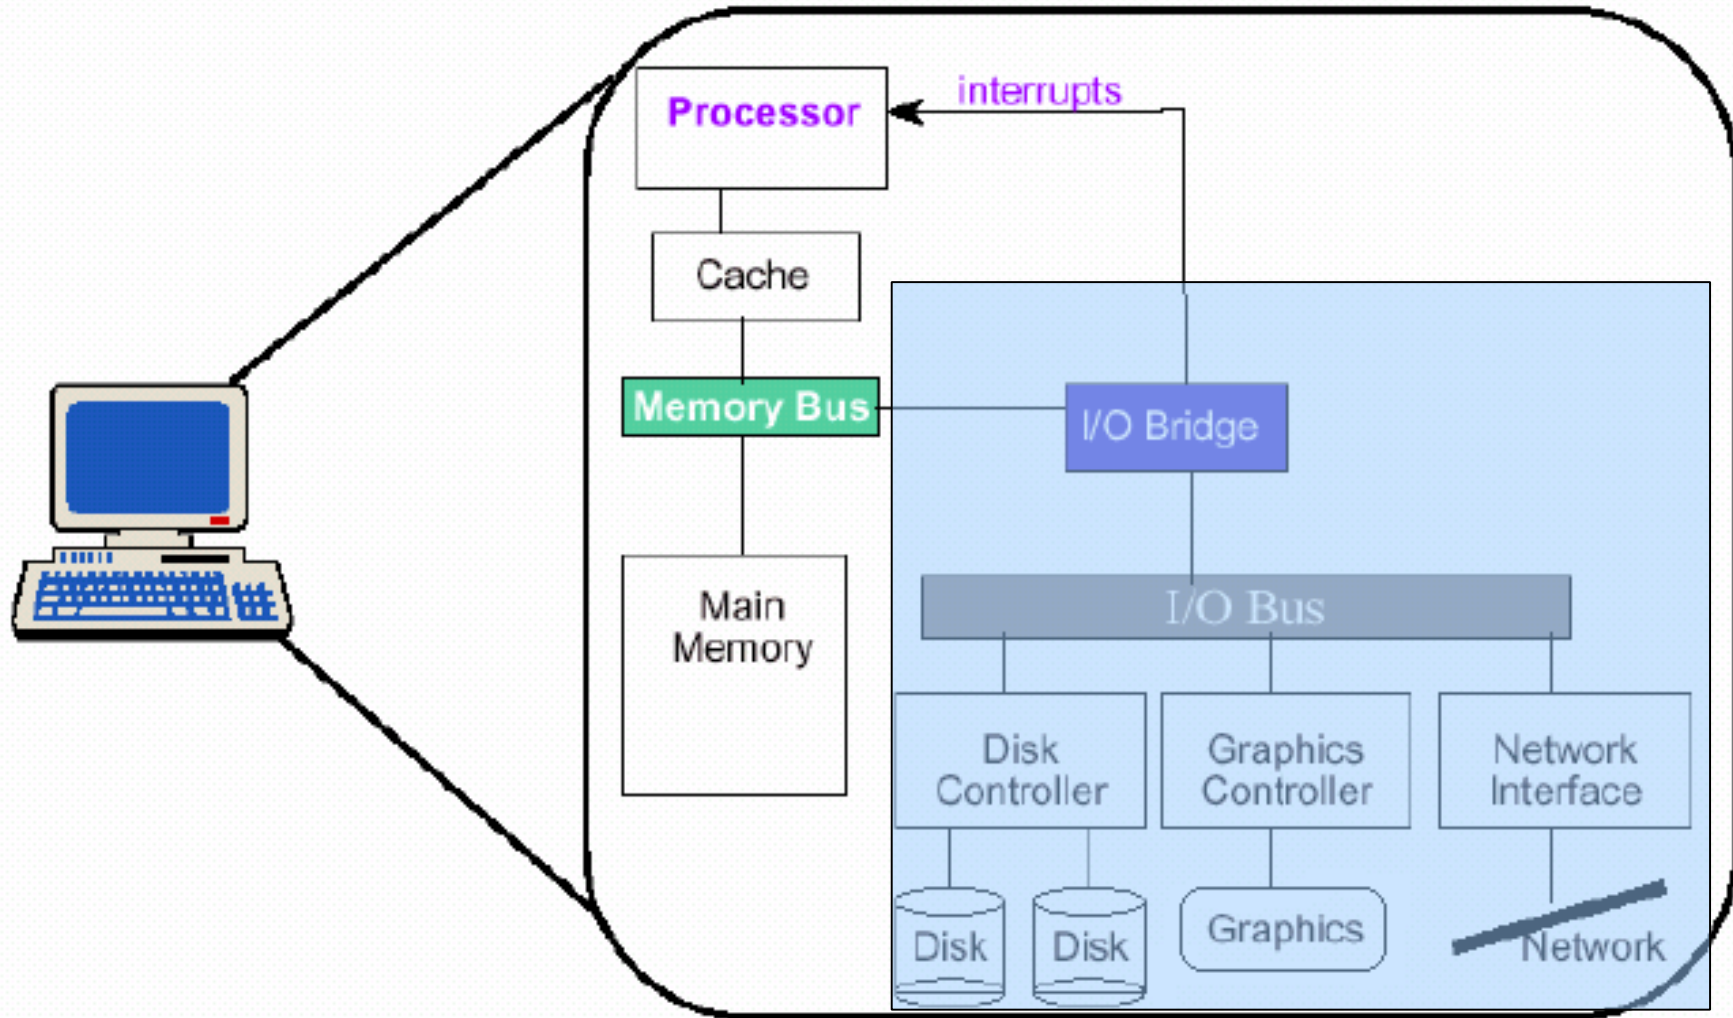 Processor
interrupts
Cache
Memory Bus
I/O Bridge
Main
Memory
I/O Bus
Disk
Controller
Graphics
Controller
Network
Interface
Disk
Disk
Graphics
Network